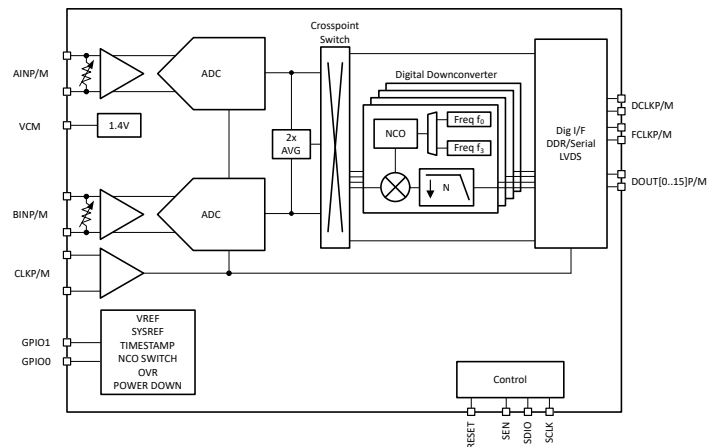 Crosspoint
Switch
AINP/M
ADC
Digital Downconverter
DCLKP/M
FCLKP/M
VCM
1.4V
2x
AVG
NCO
Freq f0
Freq f3
Dig I/F
DDR/Serial
LVDS
DOUT[0..15]P/M
N
BINP/M
ADC
CLKP/M
GPIO1
GPIO0
VREF
SYSREF
TIMESTAMP
NCO SWITCH
OVR
POWER DOWN
Control
RESET
SEN
SDIO
SCLK